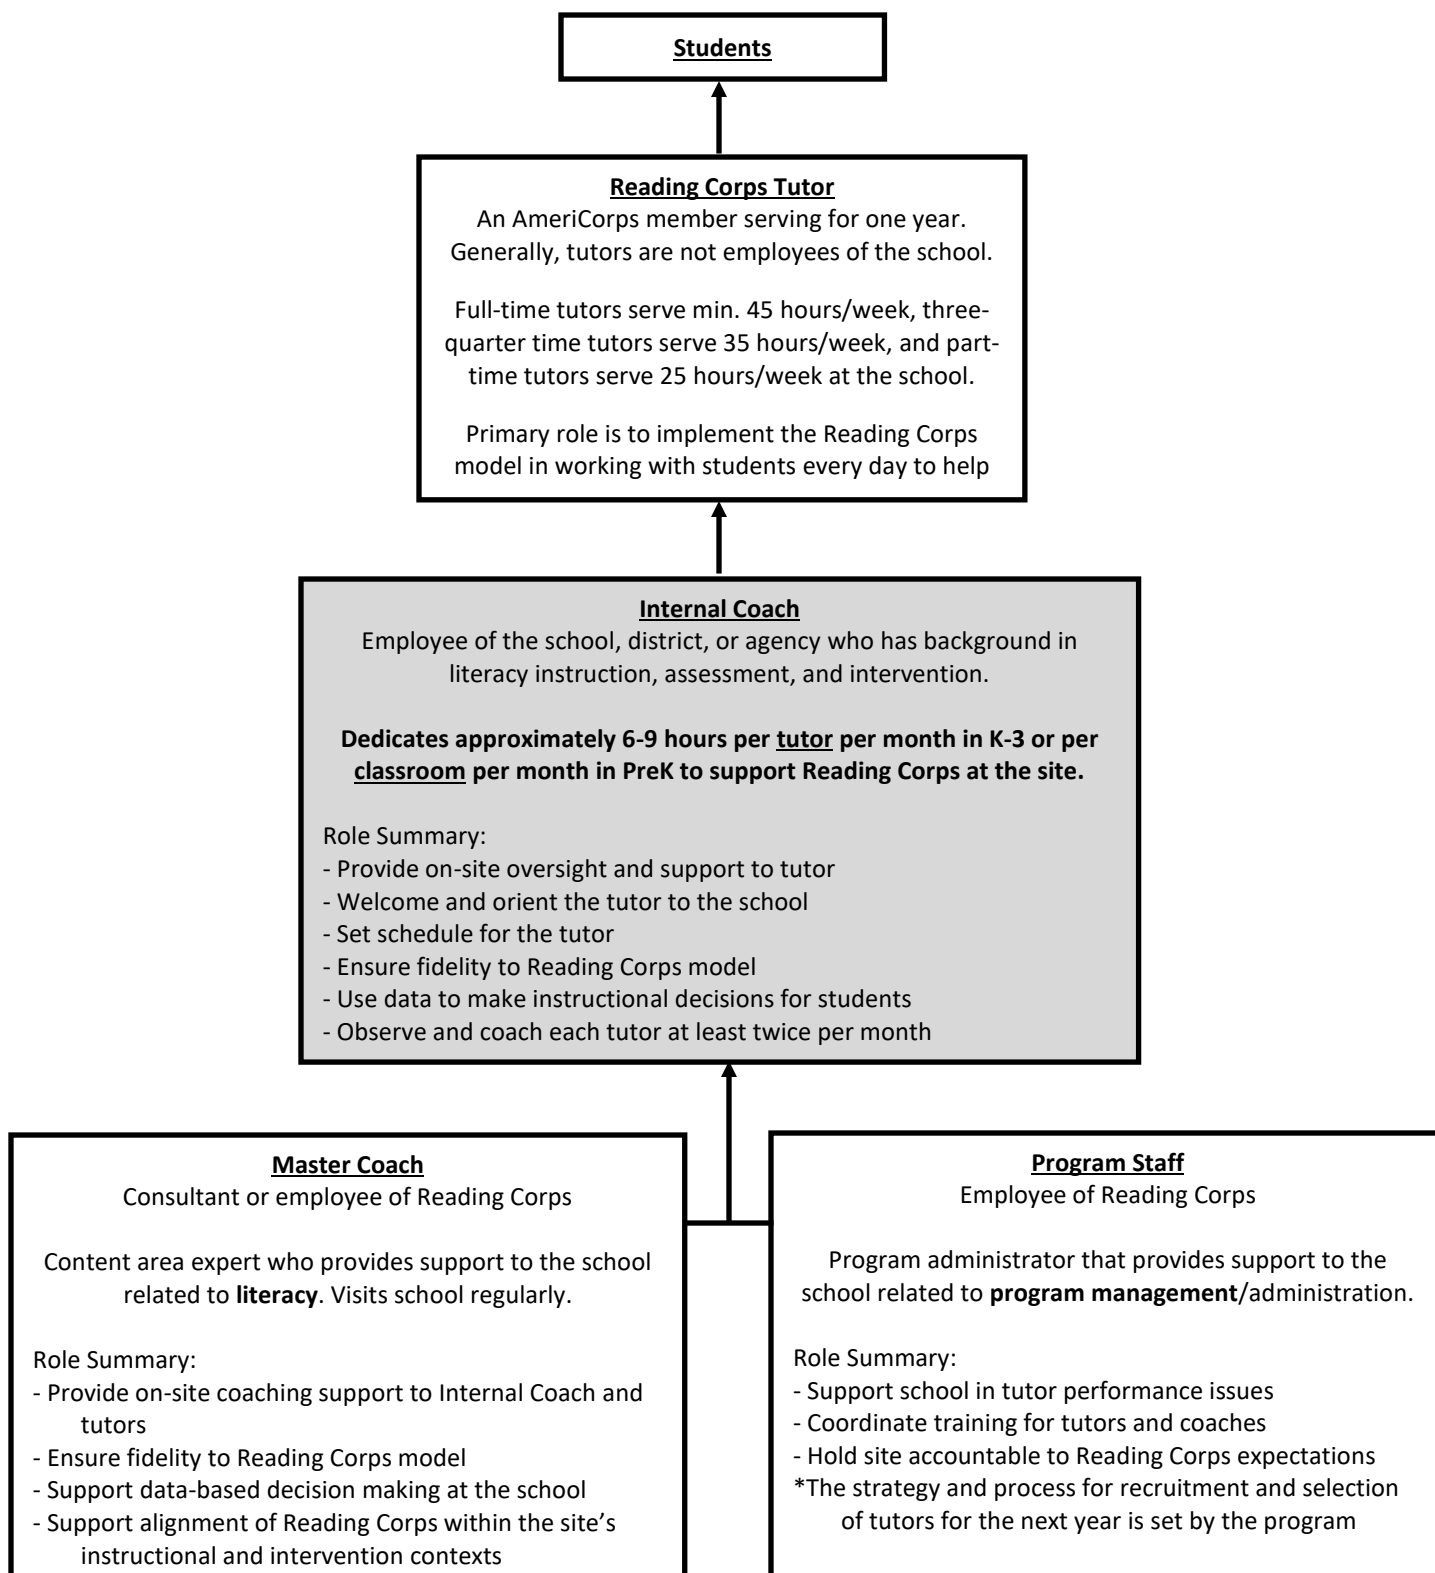 Students
Reading Corps Tutor
An AmeriCorps member serving for one year.
Generally, tutors are not employees of the school.
Full-time tutors serve min. 45 hours/week, three-
quarter time tutors serve 35 hours/week, and part-
time tutors serve 25 hours/week at the school.
Primary role is to implement the Reading Corps
model in working with students every day to help
Internal Coach
Employee of the school, district, or agency who has background in
literacy instruction, assessment, and intervention.
Dedicates approximately 6-9 hours per tutor per month in K-3 or per
classroom per month in PreK to support Reading Corps at the site.
Role Summary:
- Provide on-site oversight and support to tutor
- Welcome and orient the tutor to the school
- Set schedule for the tutor
- Ensure fidelity to Reading Corps model
- Use data to make instructional decisions for students
- Observe and coach each tutor at least twice per month
Master Coach
Consultant or employee of Reading Corps
Content area expert who provides support to the school
related to literacy. Visits school regularly.
Role Summary:
- Provide on-site coaching support to Internal Coach and
tutors
- Ensure fidelity to Reading Corps model
- Support data-based decision making at the school
- Support alignment of Reading Corps within the site's
instructional and intervention contexts
Program Staff
Employee of Reading Corps
Program administrator that provides support to the
school related to program management/administration.
Role Summary:
- Support school in tutor performance issues
- Coordinate training for tutors and coaches
- Hold site accountable to Reading Corps expectations
*The strategy and process for recruitment and selection
of tutors for the next year is set by the program